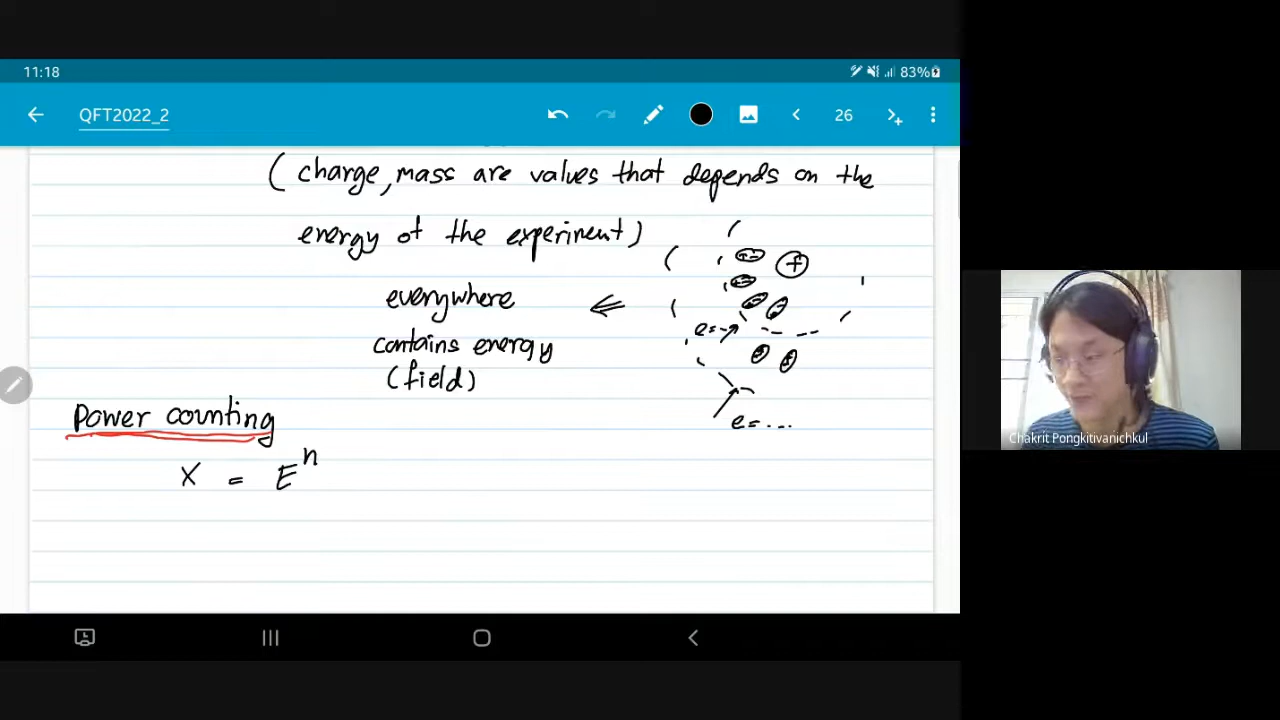 11:18
83%
QFT2022_2
26
( charge, mass are values that depends on the
energy of the experiment )
everywhere
contains energy
(field)
+
e=--
e=...
Power counting
X = E^n
Chakrit Pongkitivanichkul